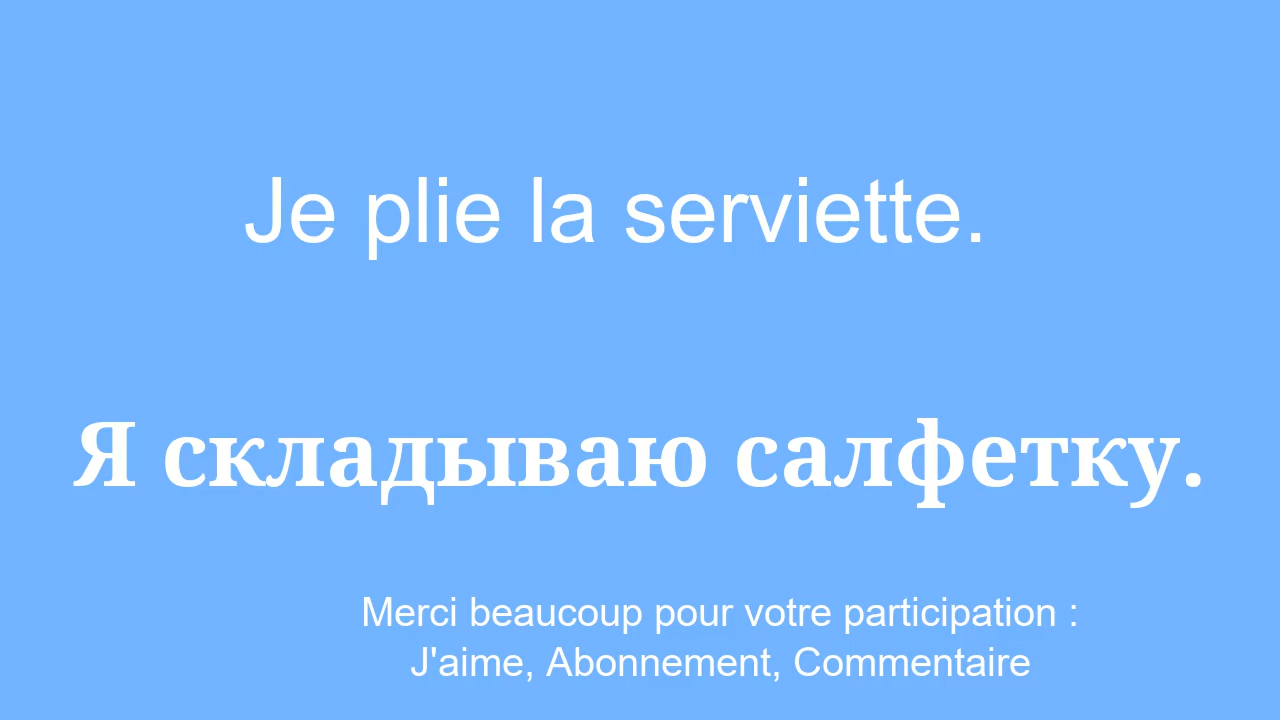 Je plie la serviette.
Я складываю салфетку.
Merci beaucoup pour votre participation :
J'aime, Abonnement, Commentaire